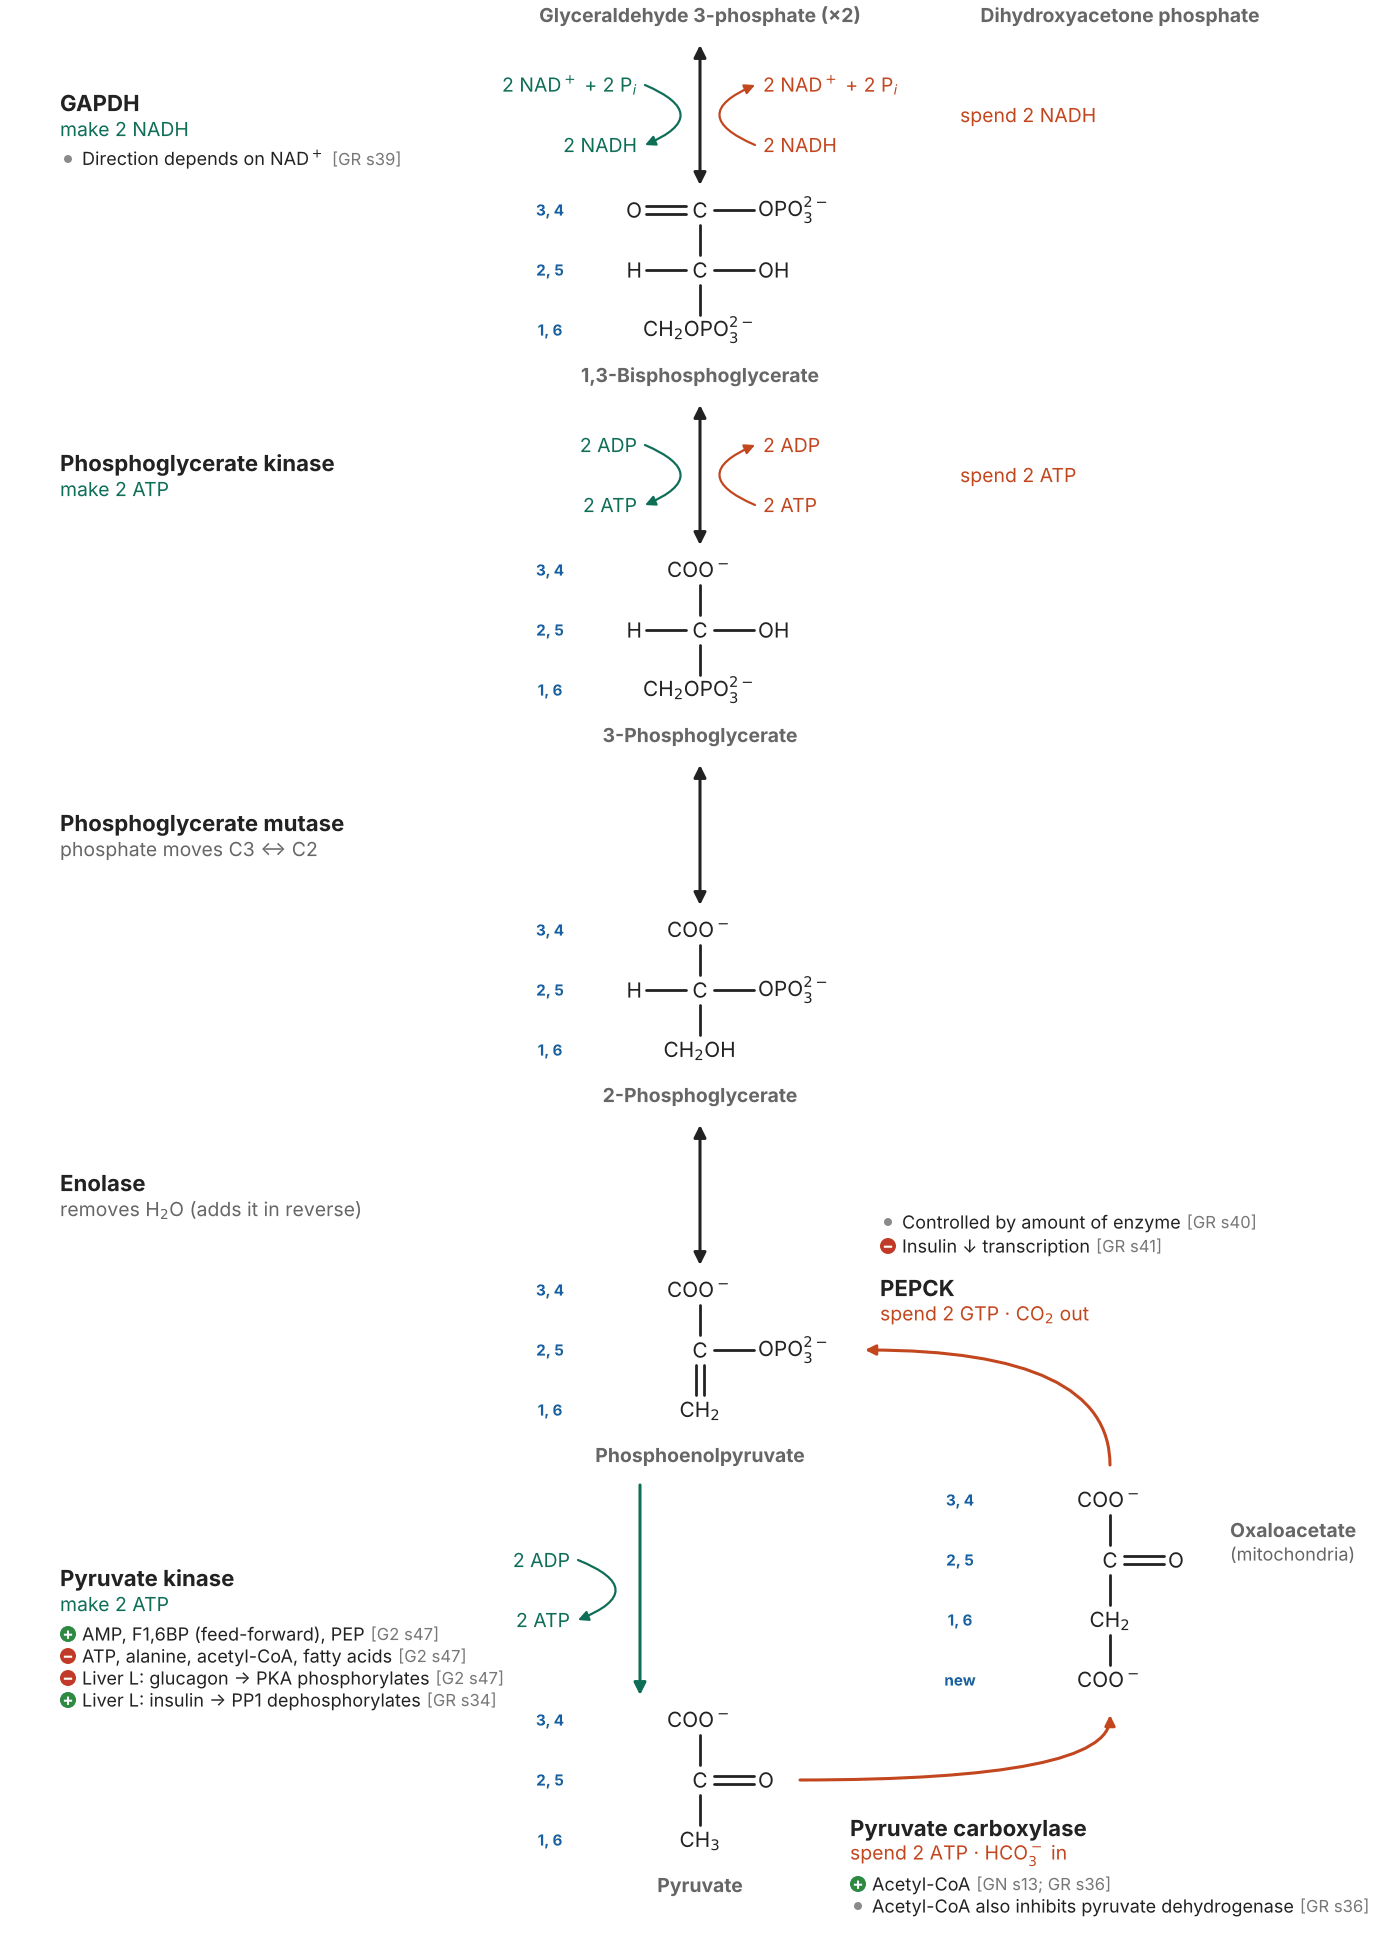 Glyceraldehyde 3-phosphate (×2)
Dihydroxyacetone phosphate
2 NAD⁺ + 2 Pᵢ
2 NAD⁺ + 2 Pᵢ
GAPDH
make 2 NADH
spend 2 NADH
2 NADH
2 NADH
• Direction depends on NAD⁺ [GR s39]
3, 4
O C OPO₃²⁻
2, 5
H C OH
1, 6
CH₂OPO₃²⁻
1,3-Bisphosphoglycerate
2 ADP
2 ADP
Phosphoglycerate kinase
make 2 ATP
spend 2 ATP
2 ATP
2 ATP
3, 4
COO⁻
2, 5
H C OH
1, 6
CH₂OPO₃²⁻
3-Phosphoglycerate
Phosphoglycerate mutase
phosphate moves C3 ↔ C2
3, 4
COO⁻
2, 5
H C OPO₃²⁻
1, 6
CH₂OH
2-Phosphoglycerate
Enolase
removes H₂O (adds it in reverse)
• Controlled by amount of enzyme [GR s40]
− Insulin ↓ transcription [GR s41]
PEPCK
spend 2 GTP · CO₂ out
3, 4
COO⁻
2, 5
C OPO₃²⁻
1, 6
CH₂
Phosphoenolpyruvate
3, 4
COO⁻
Oxaloacetate
(mitochondria)
2, 5
C O
1, 6
CH₂
new
COO⁻
2 ADP
2 ATP
Pyruvate kinase
make 2 ATP
+ AMP, F1,6BP (feed-forward), PEP [G2 s47]
− ATP, alanine, acetyl-CoA, fatty acids [G2 s47]
− Liver L: glucagon → PKA phosphorylates [G2 s47]
+ Liver L: insulin → PP1 dephosphorylates [GR s34]
3, 4
COO⁻
2, 5
C O
1, 6
CH₃
Pyruvate
Pyruvate carboxylase
spend 2 ATP · HCO₃⁻ in
+ Acetyl-CoA [GN s13; GR s36]
• Acetyl-CoA also inhibits pyruvate dehydrogenase [GR s36]